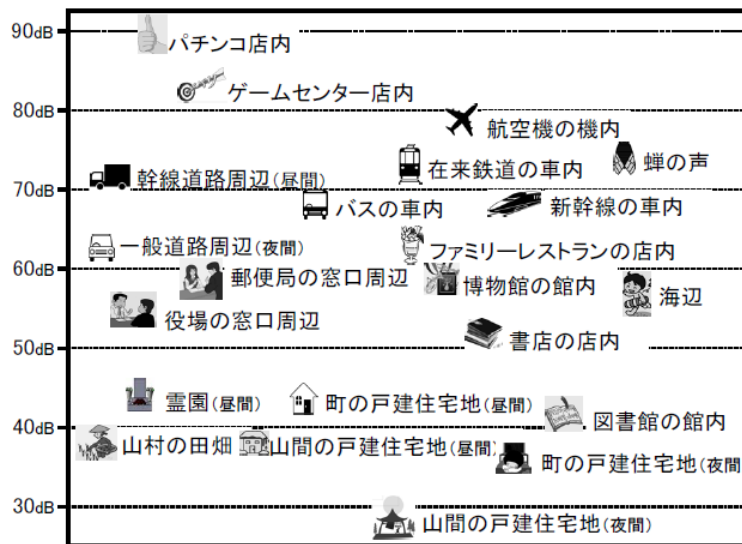 90dB
パチンコ店内
ゲームセンター店内
80dB
航空機の機内
在来鉄道の車内
蝉の声
幹線道路周辺(昼間)
70dB
バスの車内
新幹線の車内
一般道路周辺(夜間)
ファミリーレストランの店内
60dB
郵便局の窓口周辺
博物館の館内
海辺
役場の窓口周辺
書店の店内
50dB
霊園(昼間)
町の戸建住宅地(昼間)
図書館の館内
40dB
山村の田畑
山間の戸建住宅地(昼間)
町の戸建住宅地(夜間
30dB
山間の戸建住宅地(夜間)